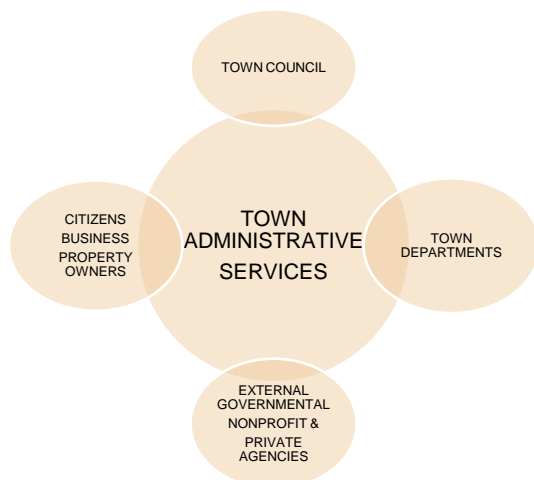 TOWN COUNCIL
TOWN
ADMINISTRATIVE
SERVICES
CITIZENS
BUSINESS
PROPERTY
OWNERS
TOWN
DEPARTMENTS
EXTERNAL
GOVERNMENTAL
NONPROFIT &
PRIVATE
AGENCIES